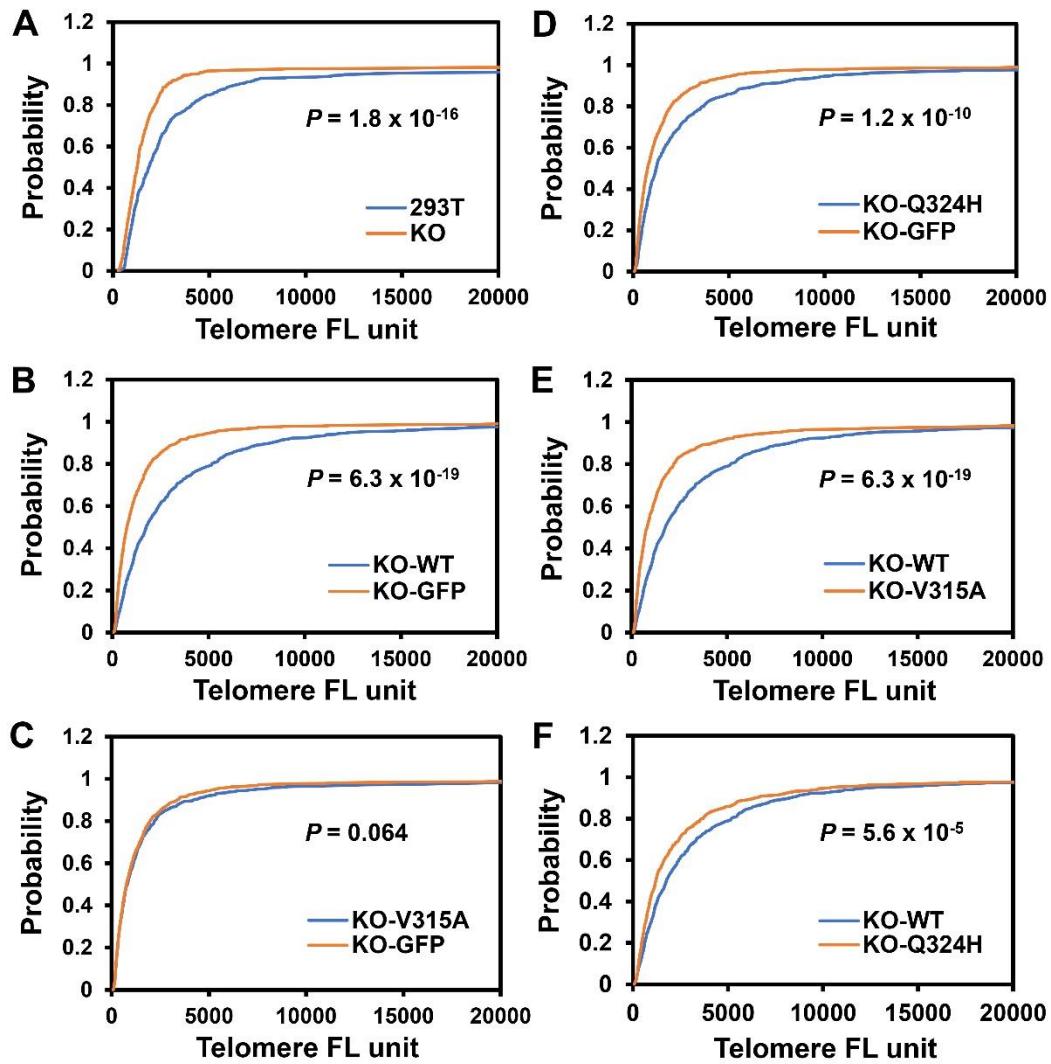 A
1.2
1
0.8
0.6
0.4
0.2
0
Probability
P = 1.8 x 10-16
293T
KO
0 5000 10000 15000 20000
Telomere FL unit
B
1.2
1
0.8
0.6
0.4
0.2
0
Probability
P = 6.3 x 10-19
KO-WT
KO-GFP
0 5000 10000 15000 20000
Telomere FL unit
C
1.2
1
0.8
0.6
0.4
0.2
0
Probability
P = 0.064
KO-V315A
KO-GFP
0 5000 10000 15000 20000
Telomere FL unit
D
1.2
1
0.8
0.6
0.4
0.2
0
Probability
P = 1.2 x 10-10
KO-Q324H
KO-GFP
0 5000 10000 15000 20000
Telomere FL unit
E
1.2
1
0.8
0.6
0.4
0.2
0
Probability
P = 6.3 x 10-19
KO-WT
KO-V315A
0 5000 10000 15000 20000
Telomere FL unit
F
1.2
1
0.8
0.6
0.4
0.2
0
Probability
P = 5.6 x 10-5
KO-WT
KO-Q324H
0 5000 10000 15000 20000
Telomere FL unit